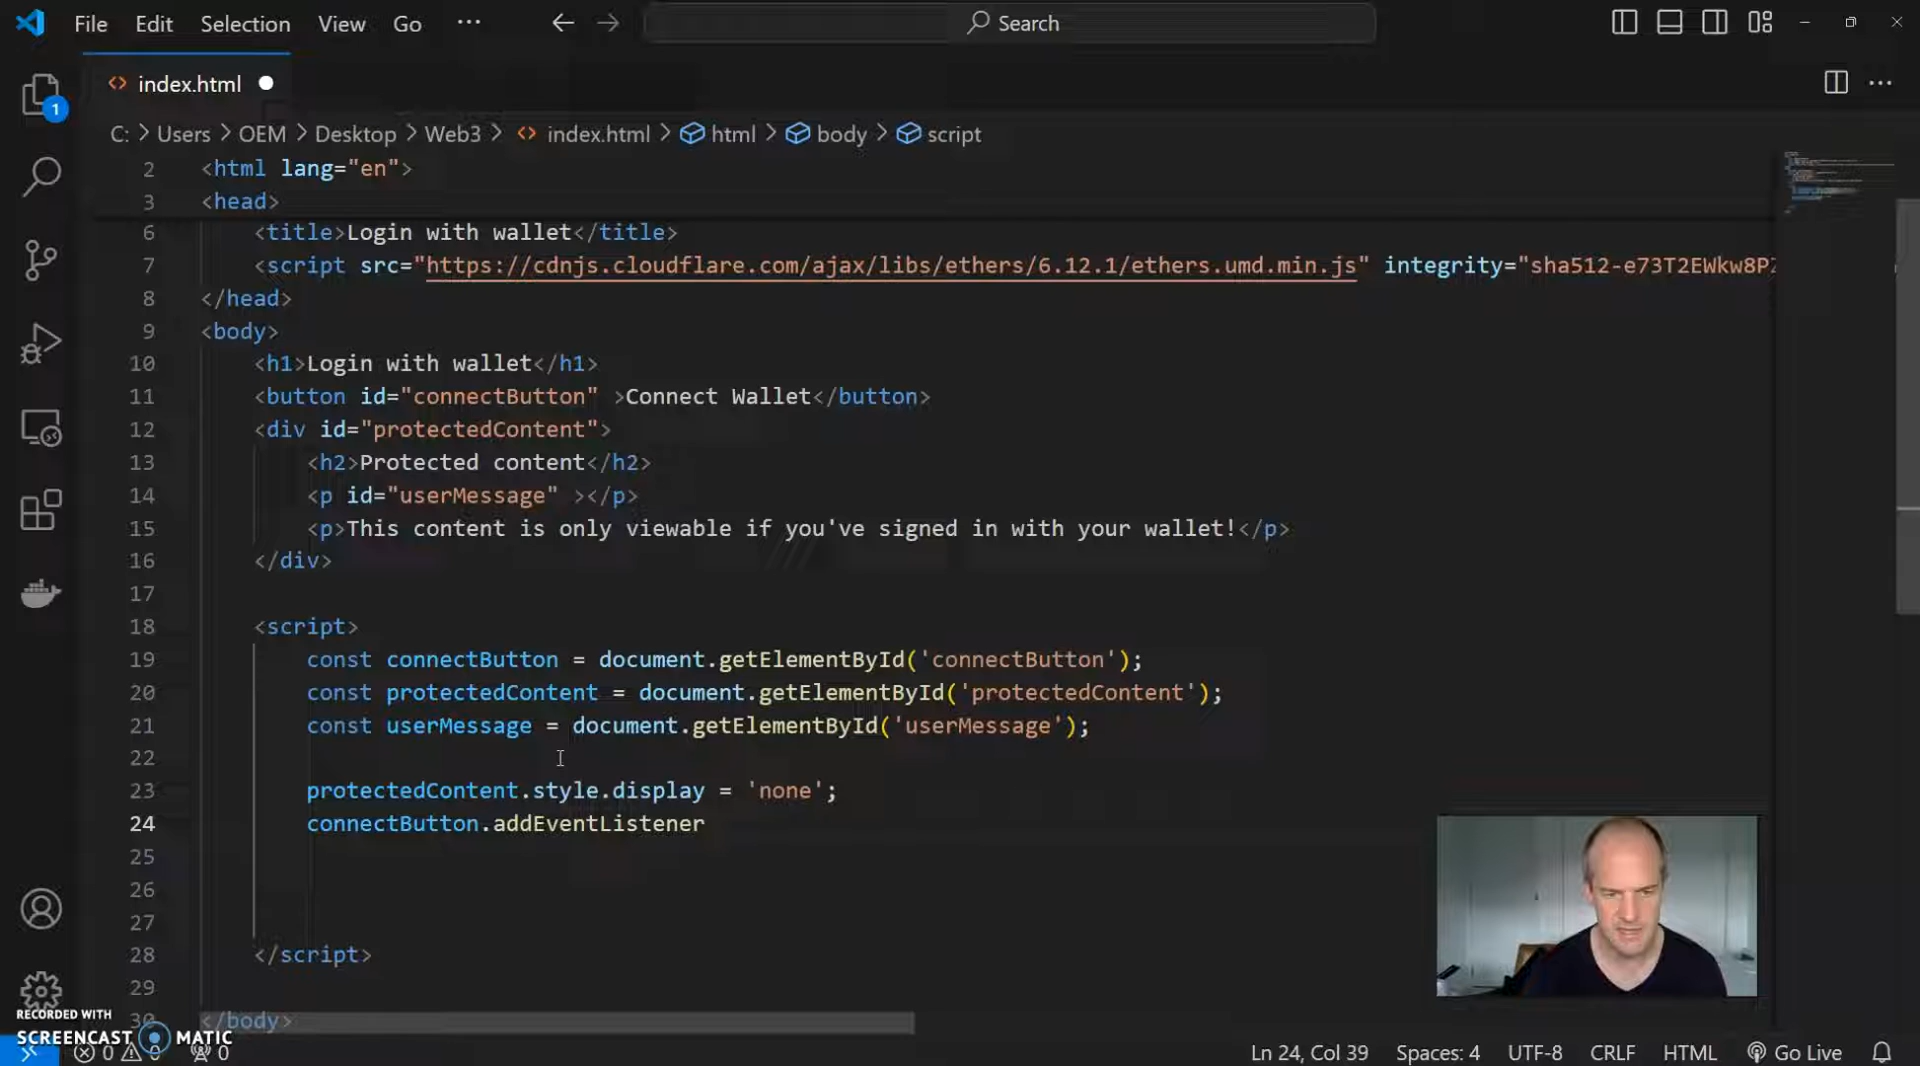 File Edit Selection View Go ··· Search
index.html
1
C: > Users > OEM > Desktop > Web3 > index.html > html > body > script
2 <html lang="en">
3 <head>
6 <title>Login with wallet</title>
7 <script src="https://cdnjs.cloudflare.com/ajax/libs/ethers/6.12.1/ethers.umd.min.js" integrity="sha512-e73T2EWkw8PZ
8 </head>
9 <body>
10 <h1>Login with wallet</h1>
11 <button id="connectButton" >Connect Wallet</button>
12 <div id="protectedContent">
13 <h2>Protected content</h2>
14 <p id="userMessage" ></p>
15 <p>This content is only viewable if you've signed in with your wallet!</p>
16 </div>
17
18 <script>
19 const connectButton = document.getElementById('connectButton');
20 const protectedContent = document.getElementById('protectedContent');
21 const userMessage = document.getElementById('userMessage');
22
23 protectedContent.style.display = 'none';
24 connectButton.addEventListener
25
26
27
28 </script>
29
30 </body>
RECORDED WITH
SCREENCAST MATIC
0 0 0 Ln 24, Col 39 Spaces: 4 UTF-8 CRLF HTML Go Live